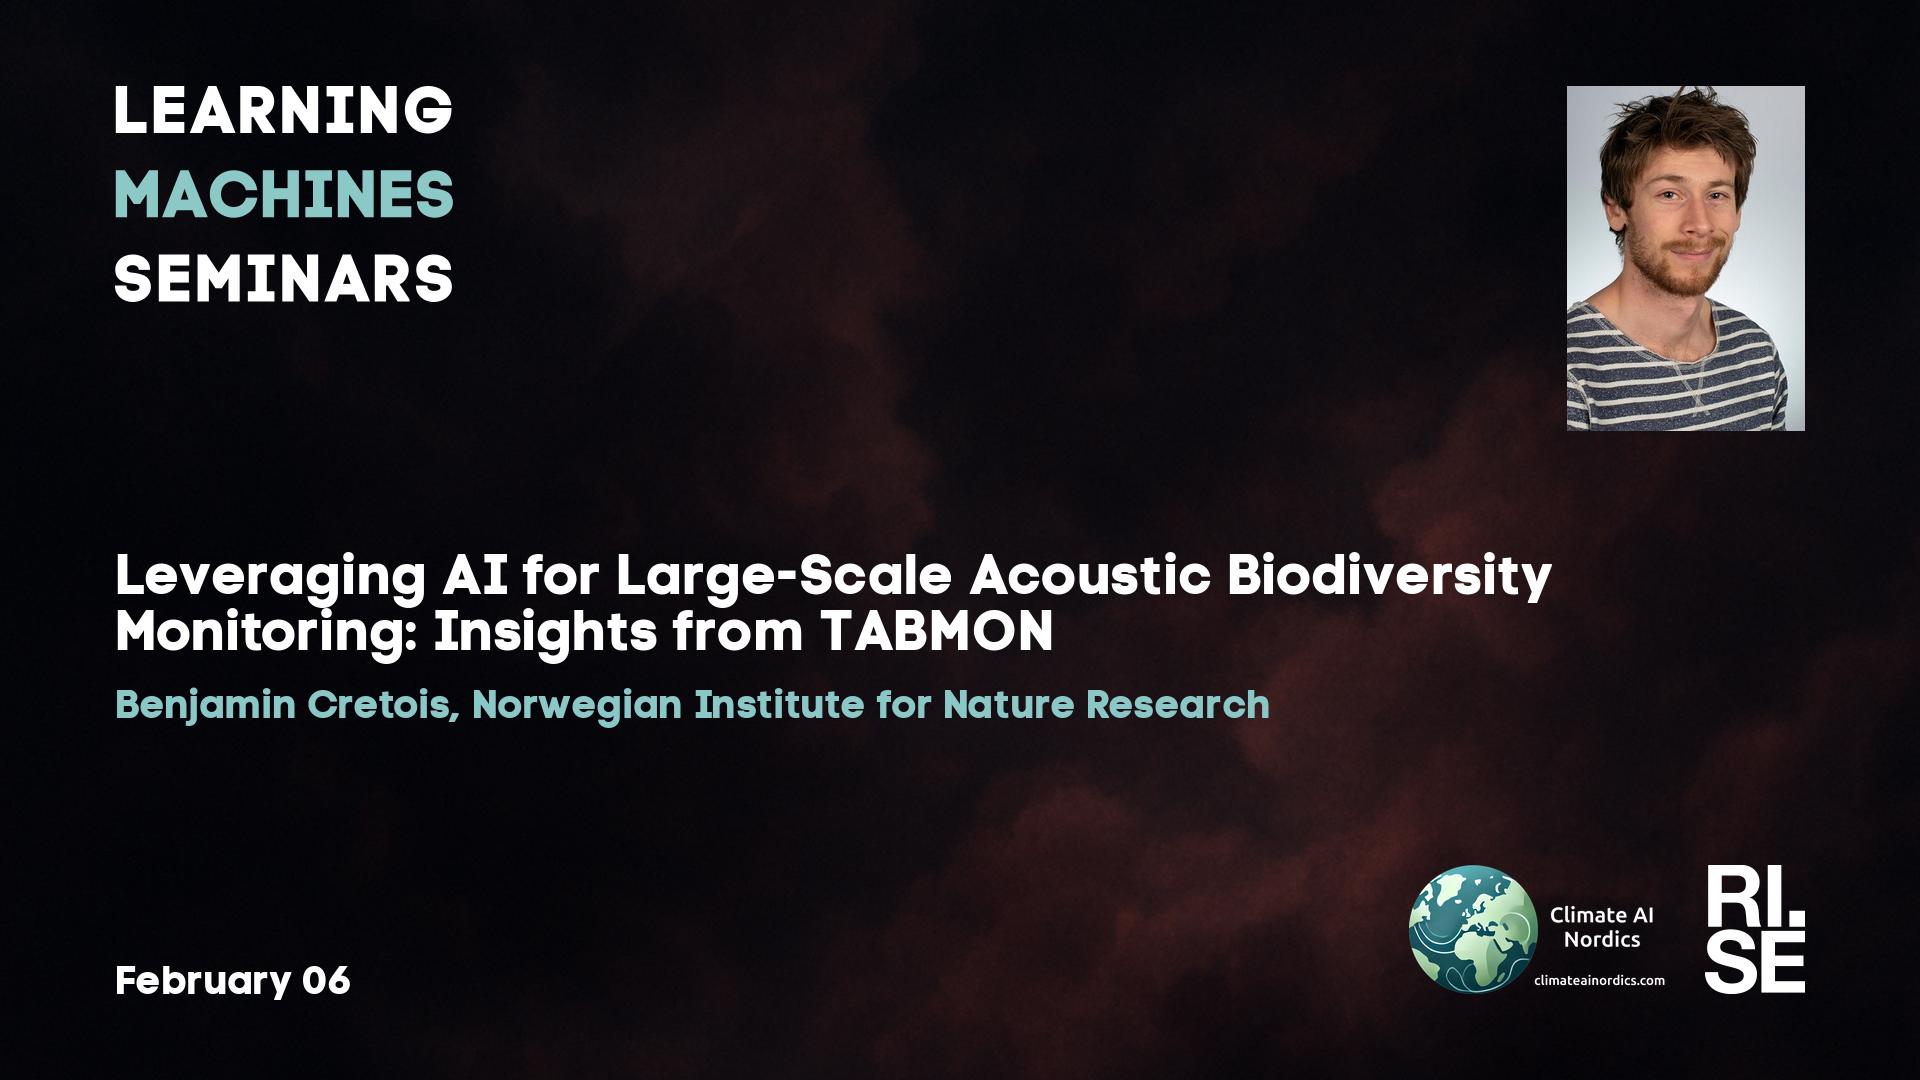 LEARNING
MACHINES
SEMINARS
Leveraging AI for Large-Scale Acoustic Biodiversity
Monitoring: Insights from TABMON
Benjamin Cretois, Norwegian Institute for Nature Research
February 06
Climate AI
Nordics
climateainordics.com
RI.
SE